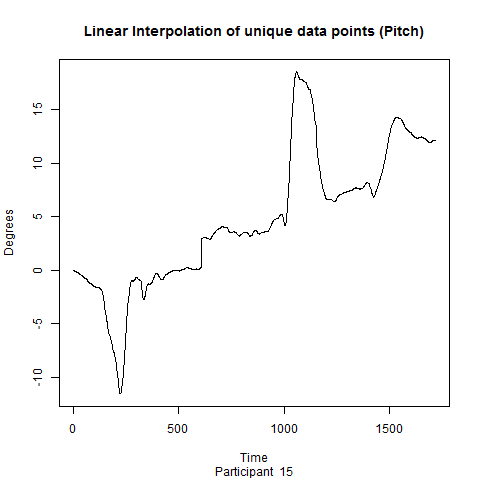 Linear Interpolation of unique data points (Pitch)
Degrees
15
10
5
0
-5
-10
0 500 1000 1500
Time
Participant 15